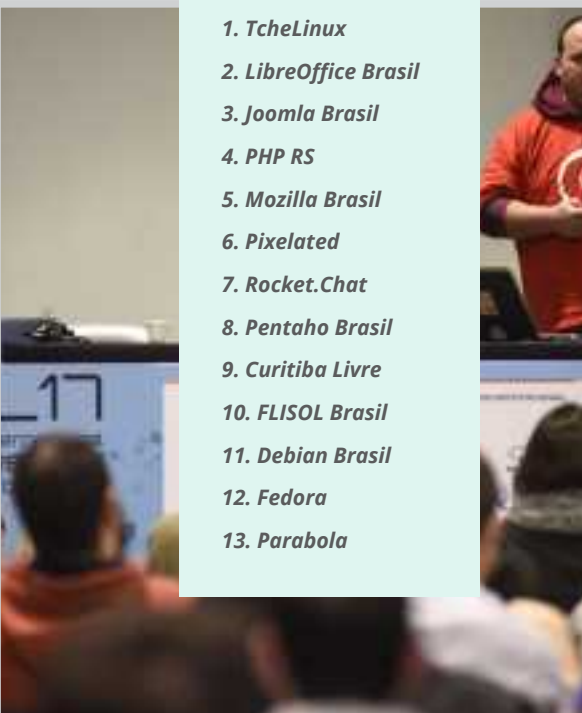 1. TcheLinux
2. LibreOffice Brasil
3. Joomla Brasil
4. PHP RS
5. Mozilla Brasil
6. Pixelated
7. Rocket.Chat
8. Pentaho Brasil
9. Curitiba Livre
10. FLISOL Brasil
11. Debian Brasil
12. Fedora
13. Parabola
17